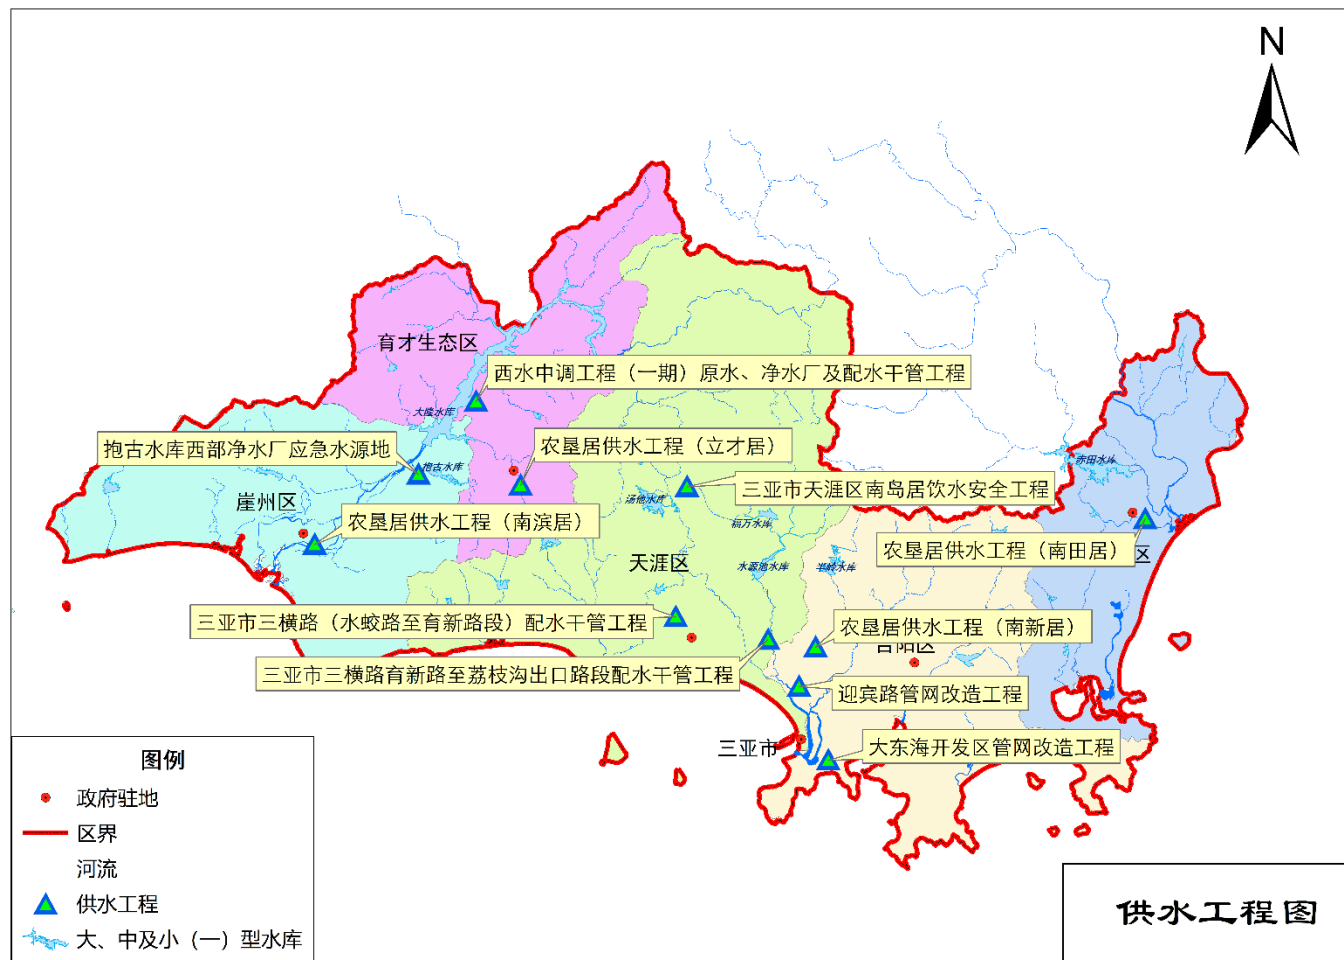 N
育才生态区
西水中调工程（一期）原水、净水厂及配水干管工程
大隆水库
抱古水库西部净水厂应急水源地
抱古水库
农垦居供水工程（立才居）
赤田水库
崖州区
汤他水库
三亚市天涯区南岛居饮水安全工程
农垦居供水工程（南滨居）
福万水库
农垦居供水工程（南田居）
区
天涯区
水源池水库
半岭水库
三亚市三横路（水蛟路至育新路段）配水干管工程
农垦居供水工程（南新居）
三亚市三横路育新路至荔枝沟出口路段配水干管工程
迎宾路管网改造工程
三亚市
大东海开发区管网改造工程
图例
政府驻地
区界
河流
供水工程
大、中及小（一）型水库
供水工程图